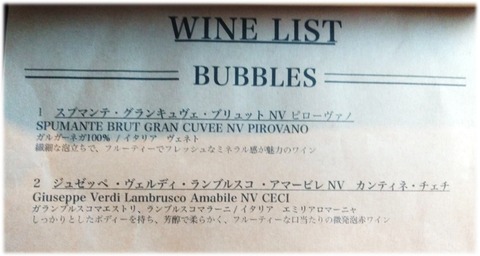 WINE LIST
BUBBLES
1 スプマンテ・グランキュヴェ・ブリュット NV ピローヴァノ
SPUMANTE BRUT GRAN CUVEE NV PIROVANO
ガルガーネガ100% / イタリア ヴェネト
繊細な泡立ちで、フルーティーでフレッシュなミネラル感が魅力のワイン
2 ジュゼッペ・ヴェルディ・ランブルスコ・アマービレ NV カンティネ・チェチ
Giuseppe Verdi Lambrusco Amabile NV CECI
ガランブルスコマエストリ、ランブルスコマラーニ / イタリア エミリアロマーニャ
しっかりとしたボディーを持ち、芳醇で柔らかく、フルーティーな口当たりの微発泡赤ワイン